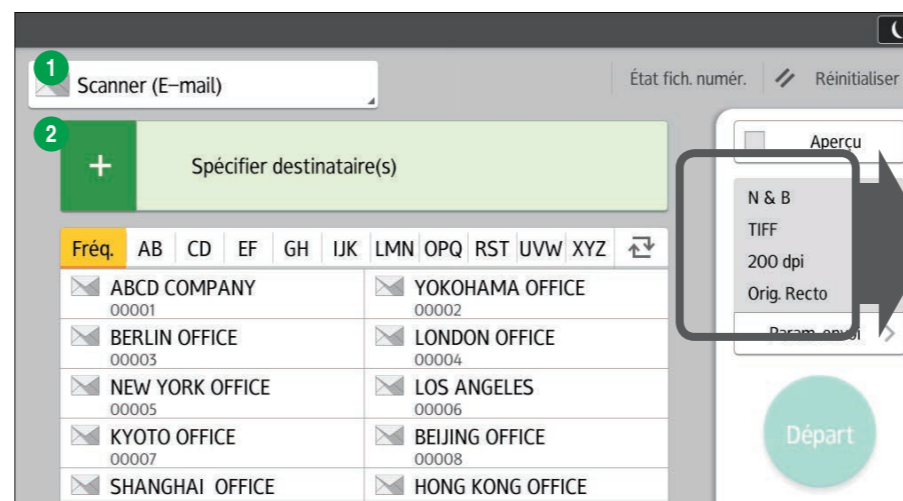 1
Scanner (E-mail)
État fich. numér. Réinitialiser
2
+ Spécifier destinataire(s)
Aperçu
N & B
TIFF
200 dpi
Orig. Recto
Param. envoi >
Fréq. AB CD EF GH IJK LMN OPQ RST UVW XYZ
ABCD COMPANY
00001
YOKOHAMA OFFICE
00002
BERLIN OFFICE
00003
LONDON OFFICE
00004
NEW YORK OFFICE
00005
LOS ANGELES
00006
KYOTO OFFICE
00007
BEIJING OFFICE
00008
SHANGHAI OFFICE
HONG KONG OFFICE
Départ